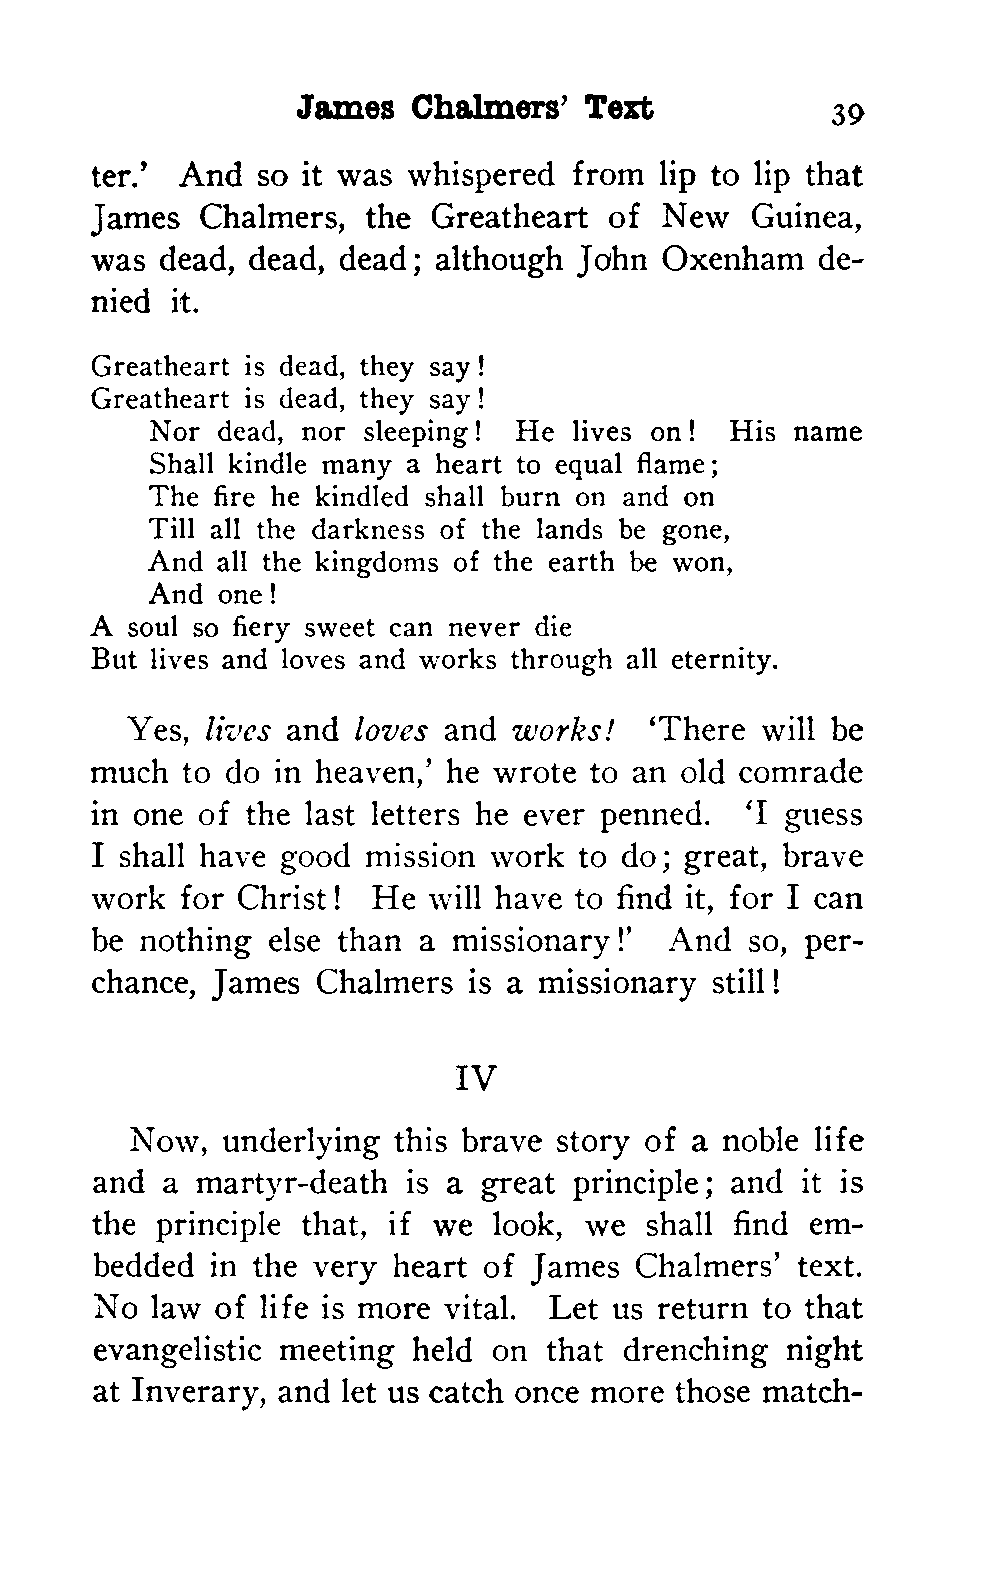 James Chalmers' Text 39
ter.' And so it was whispered from lip to lip that
James Chalmers, the Greatheart of New Guinea,
was dead, dead, dead; although John Oxenham de-
nied it.
Greatheart is dead, they say!
Greatheart is dead, they say!
Nor dead, nor sleeping! He lives on! His name
Shall kindle many a heart to equal flame;
The fire he kindled shall burn on and on
Till all the darkness of the lands be gone,
And all the kingdoms of the earth be won,
And one!
A soul so fiery sweet can never die
But lives and loves and works through all eternity.
Yes, lives and loves and works! 'There will be
much to do in heaven,' he wrote to an old comrade
in one of the last letters he ever penned. 'I guess
I shall have good mission work to do; great, brave
work for Christ! He will have to find it, for I can
be nothing else than a missionary!' And so, per-
chance, James Chalmers is a missionary still!
IV
Now, underlying this brave story of a noble life
and a martyr-death is a great principle; and it is
the principle that, if we look, we shall find em-
bedded in the very heart of James Chalmers' text.
No law of life is more vital. Let us return to that
evangelistic meeting held on that drenching night
at Inverary, and let us catch once more those match-